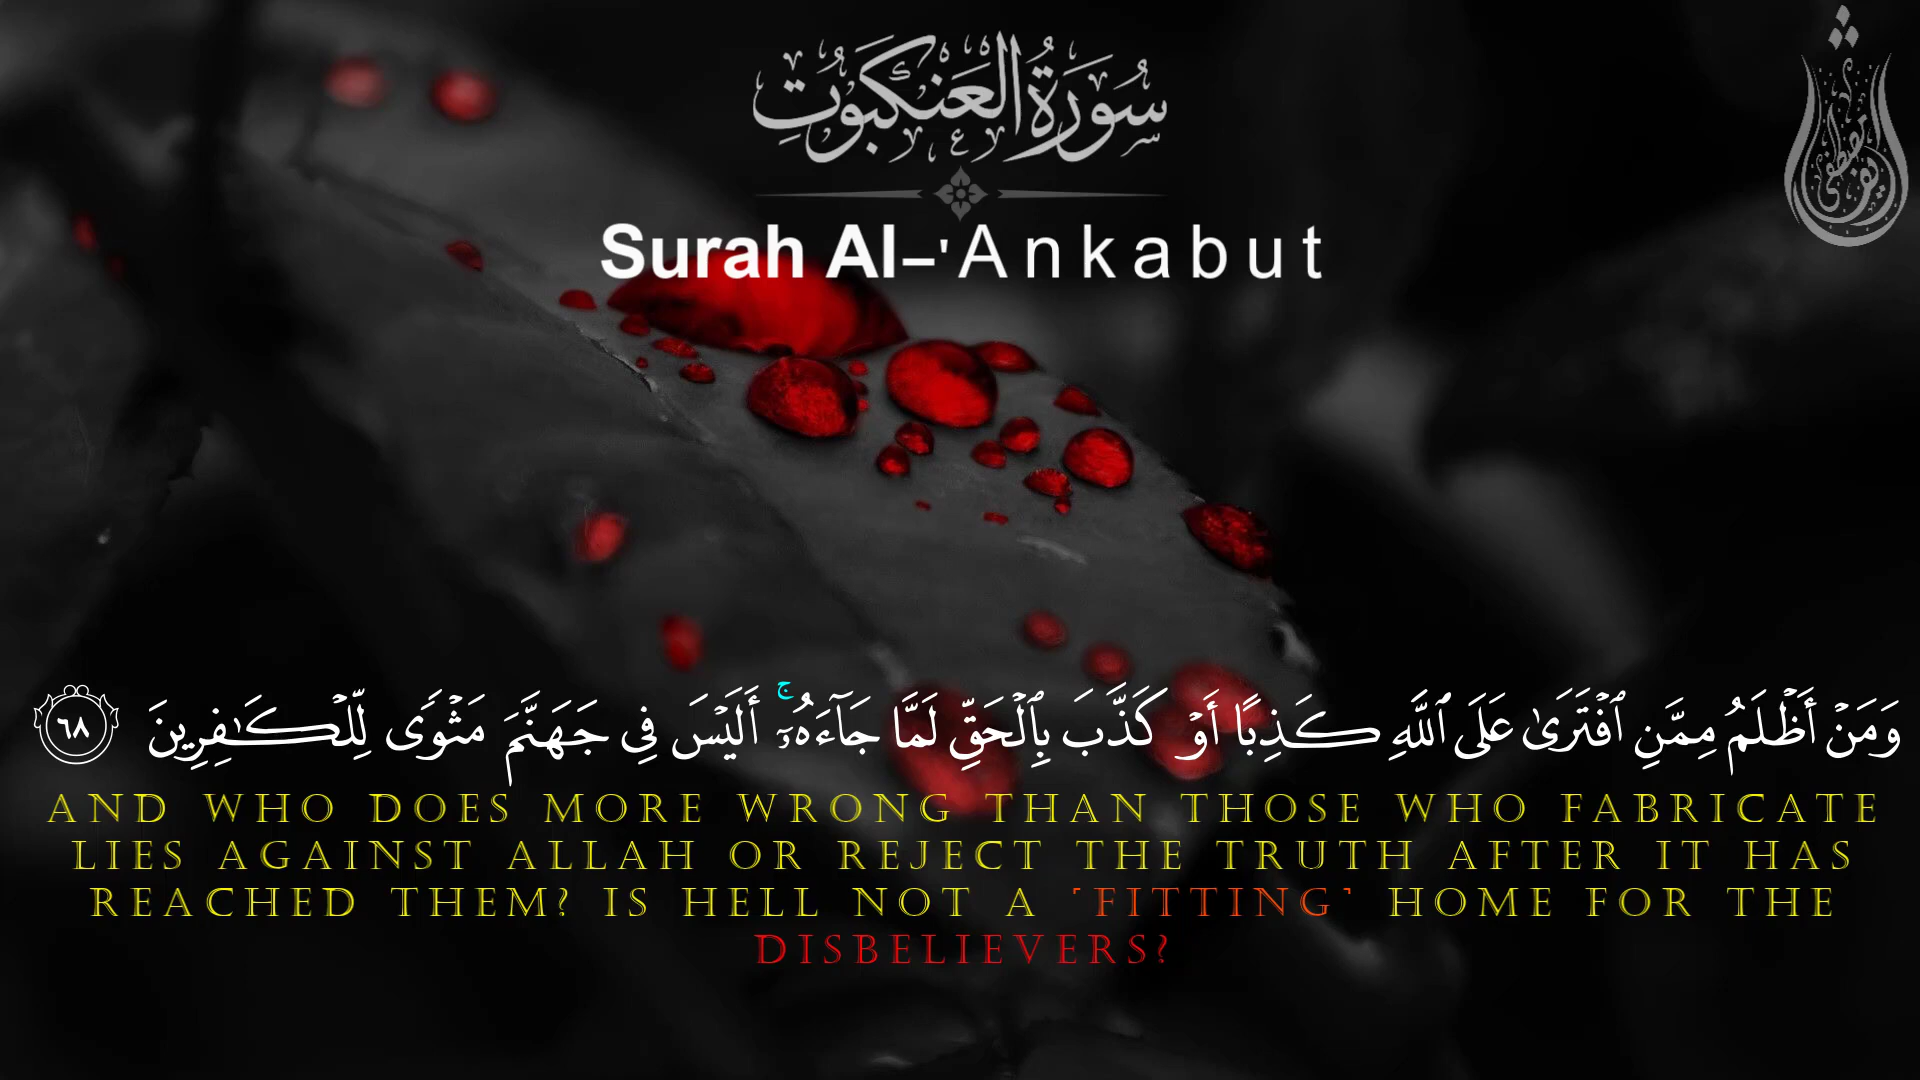 سُورَةُ العَنكَبُوتِ
Surah Al-'Ankabut
وَمَنْ أَظْلَمُ مِمَّنِ ٱفْتَرَىٰ عَلَى ٱللَّهِ كَذِبًا أَوْ كَذَّبَ بِٱلْحَقِّ لَمَّا جَآءَهُۥٓ ۚ أَلَيْسَ فِى جَهَنَّمَ مَثْوًى لِّلْكَـٰفِرِينَ ٦٨
AND WHO DOES MORE WRONG THAN THOSE WHO FABRICATE
LIES AGAINST ALLAH OR REJECT THE TRUTH AFTER IT HAS
REACHED THEM? IS HELL NOT A ˹FITTING˺ HOME FOR THE
DISBELIEVERS?